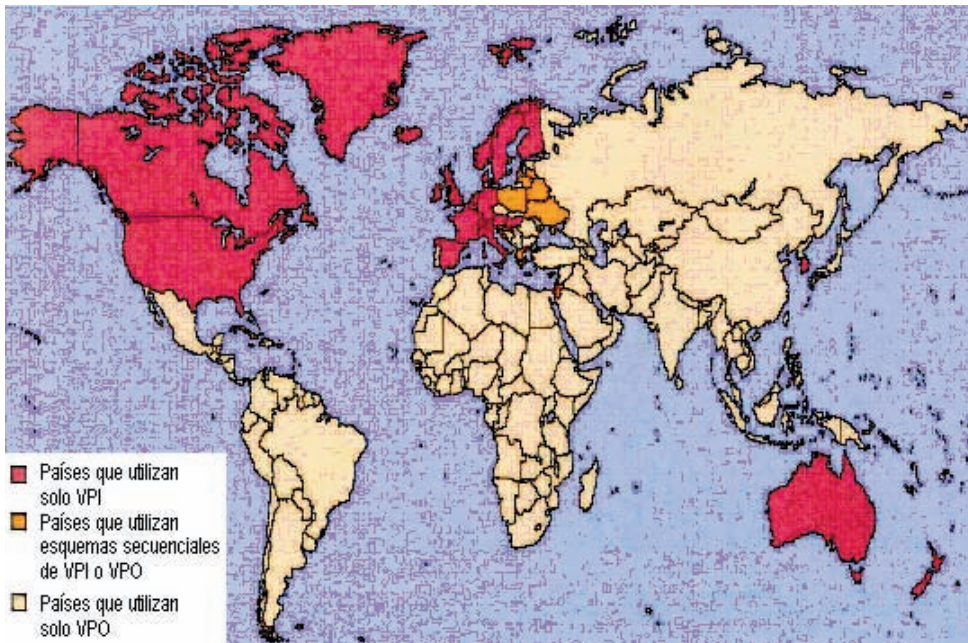 Países que utilizan
solo VPI
Países que utilizan
esquemas secuenciales
de VPI o VPO
Países que utilizan
solo VPO